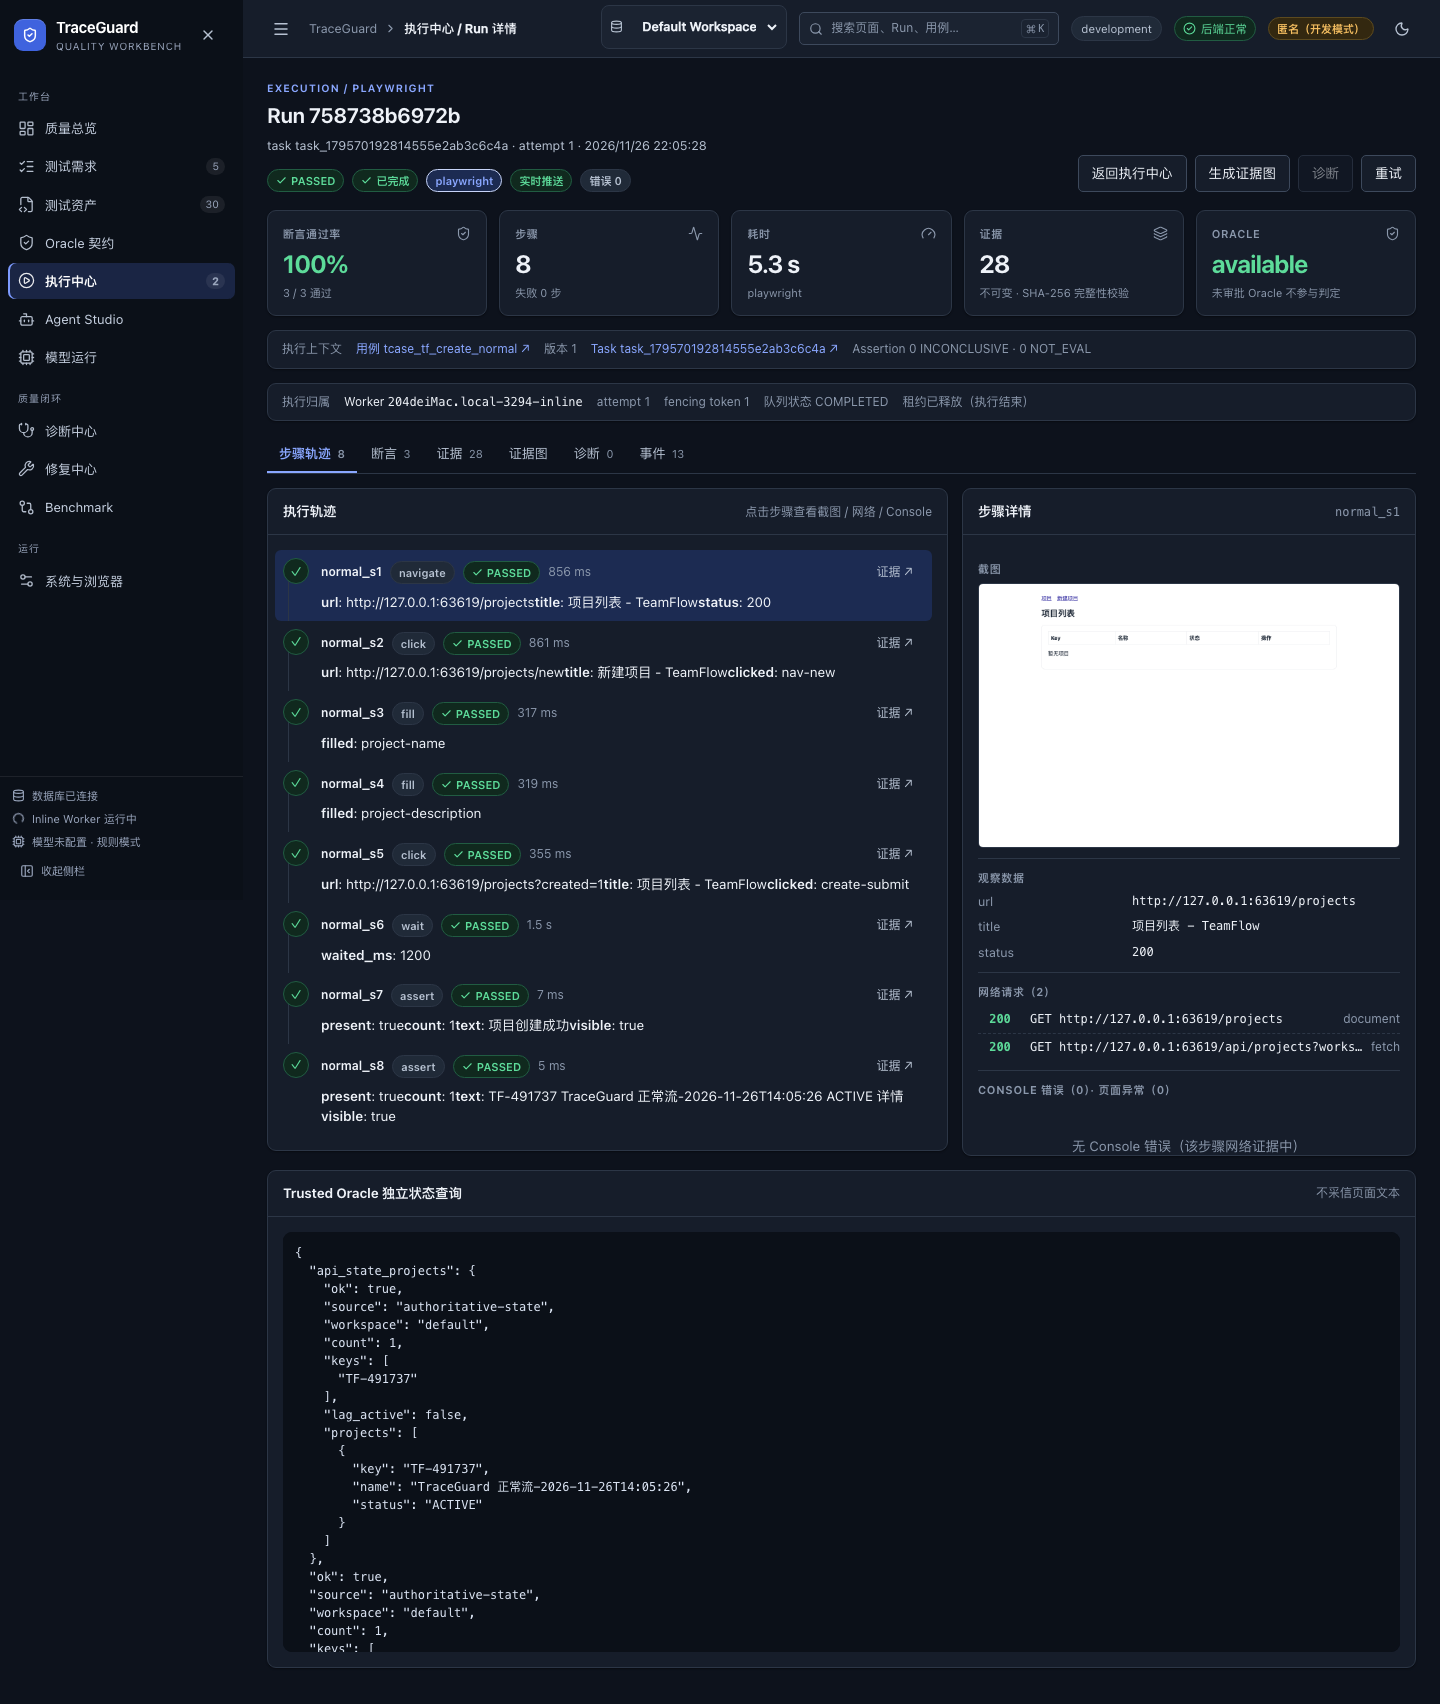 TraceGuard
QUALITY WORKBENCH
工作台
质量总览
测试需求 5
测试资产 30
Oracle 契约
执行中心 2
Agent Studio
模型运行
质量闭环
诊断中心
修复中心
Benchmark
运行
系统与浏览器
数据库已连接
Inline Worker 运行中
模型未配置 · 规则模式
收起侧栏
TraceGuard > 执行中心 / Run 详情
Default Workspace
搜索页面、Run、用例... ⌘ K
development
后端正常
匿名（开发模式）
EXECUTION / PLAYWRIGHT
Run 758738b6972b
task task_179570192814555e2ab3c6c4a · attempt 1 · 2026/11/26 22:05:28
PASSED 已完成 playwright 实时推送 错误 0
返回执行中心 生成证据图 诊断 重试
断言通过率
100%
3 / 3 通过
步骤
8
失败 0 步
耗时
5.3 s
playwright
证据
28
不可变 · SHA-256 完整性校验
ORACLE
available
未审批 Oracle 不参与判定
执行上下文 用例 tcase_tf_create_normal ↗ 版本 1 Task task_179570192814555e2ab3c6c4a ↗ Assertion 0 INCONCLUSIVE · 0 NOT_EVAL
执行归属 Worker 204deiMac.local-3294-inline attempt 1 fencing token 1 队列状态 COMPLETED 租约已释放（执行结束）
步骤轨迹 8 断言 3 证据 28 证据图 诊断 0 事件 13
执行轨迹 点击步骤查看截图 / 网络 / Console
normal_s1 navigate PASSED 856 ms 证据 ↗
url: http://127.0.0.1:63619/projectstitle: 项目列表 - TeamFlowstatus: 200
normal_s2 click PASSED 861 ms 证据 ↗
url: http://127.0.0.1:63619/projects/newtitle: 新建项目 - TeamFlowclicked: nav-new
normal_s3 fill PASSED 317 ms 证据 ↗
filled: project-name
normal_s4 fill PASSED 319 ms 证据 ↗
filled: project-description
normal_s5 click PASSED 355 ms 证据 ↗
url: http://127.0.0.1:63619/projects?created=1title: 项目列表 - TeamFlowclicked: create-submit
normal_s6 wait PASSED 1.5 s 证据 ↗
waited_ms: 1200
normal_s7 assert PASSED 7 ms 证据 ↗
present: truecount: 1text: 项目创建成功visible: true
normal_s8 assert PASSED 5 ms 证据 ↗
present: truecount: 1text: TF-491737 TraceGuard 正常流-2026-11-26T14:05:26 ACTIVE 详情
visible: true
步骤详情 normal_s1
截图
项目 新建项目
项目列表
Key 名称 状态 操作
暂无项目
观察数据
url http://127.0.0.1:63619/projects
title 项目列表 - TeamFlow
status 200
网络请求（2）
200 GET http://127.0.0.1:63619/projects document
200 GET http://127.0.0.1:63619/api/projects?works… fetch
CONSOLE 错误（0）· 页面异常（0）
无 Console 错误（该步骤网络证据中）
Trusted Oracle 独立状态查询 不采信页面文本
{
"api_state_projects": {
"ok": true,
"source": "authoritative-state",
"workspace": "default",
"count": 1,
"keys": [
"TF-491737"
],
"lag_active": false,
"projects": [
{
"key": "TF-491737",
"name": "TraceGuard 正常流-2026-11-26T14:05:26",
"status": "ACTIVE"
}
]
},
"ok": true,
"source": "authoritative-state",
"workspace": "default",
"count": 1,
"keys": [